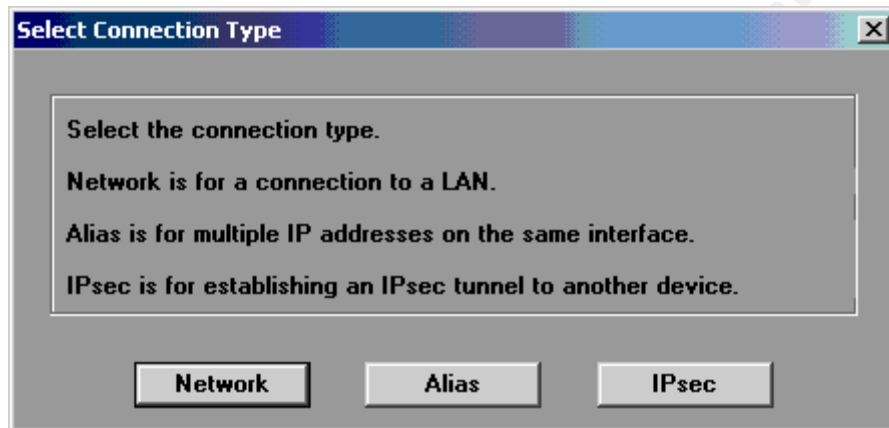 Select Connection Type
Select the connection type.
Network is for a connection to a LAN.
Alias is for multiple IP addresses on the same interface.
IPsec is for establishing an IPsec tunnel to another device.
Network Alias IPsec